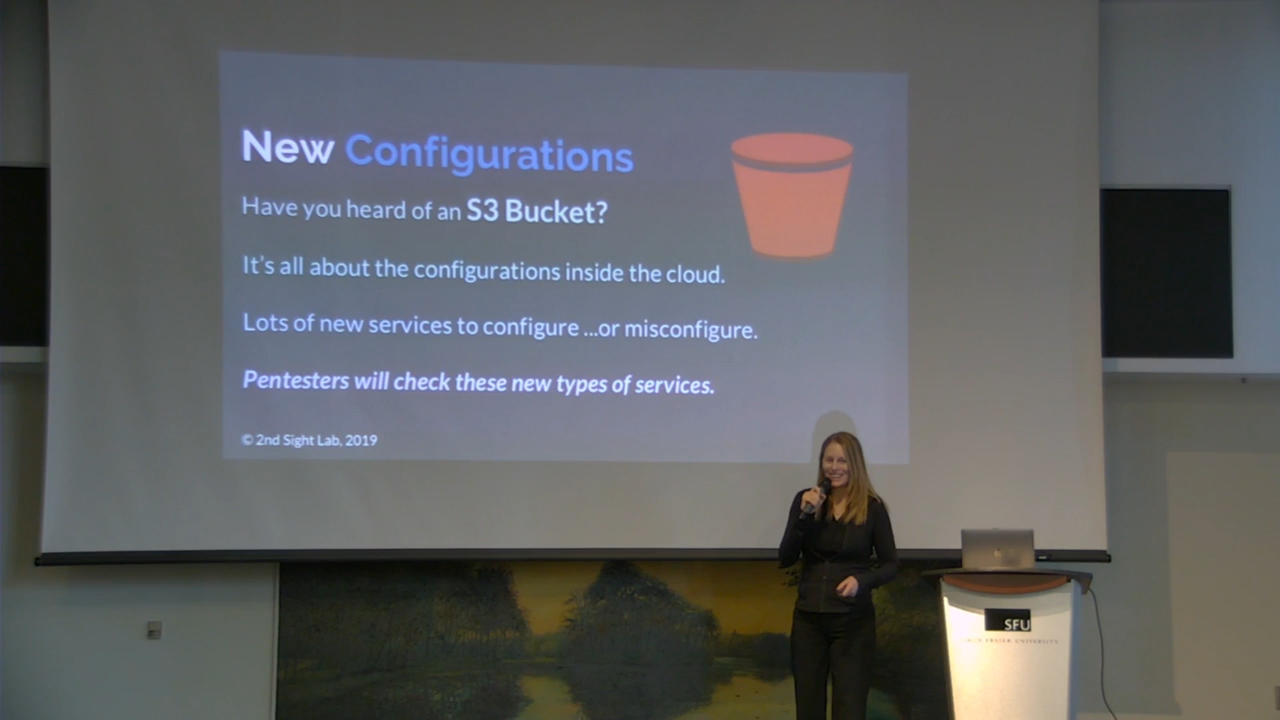 New Configurations
Have you heard of an S3 Bucket?
It's all about the configurations inside the cloud.
Lots of new services to configure ...or misconfigure.
Pentesters will check these new types of services.
© 2nd Sight Lab, 2019
SFU
FRASER UNIVERSITY